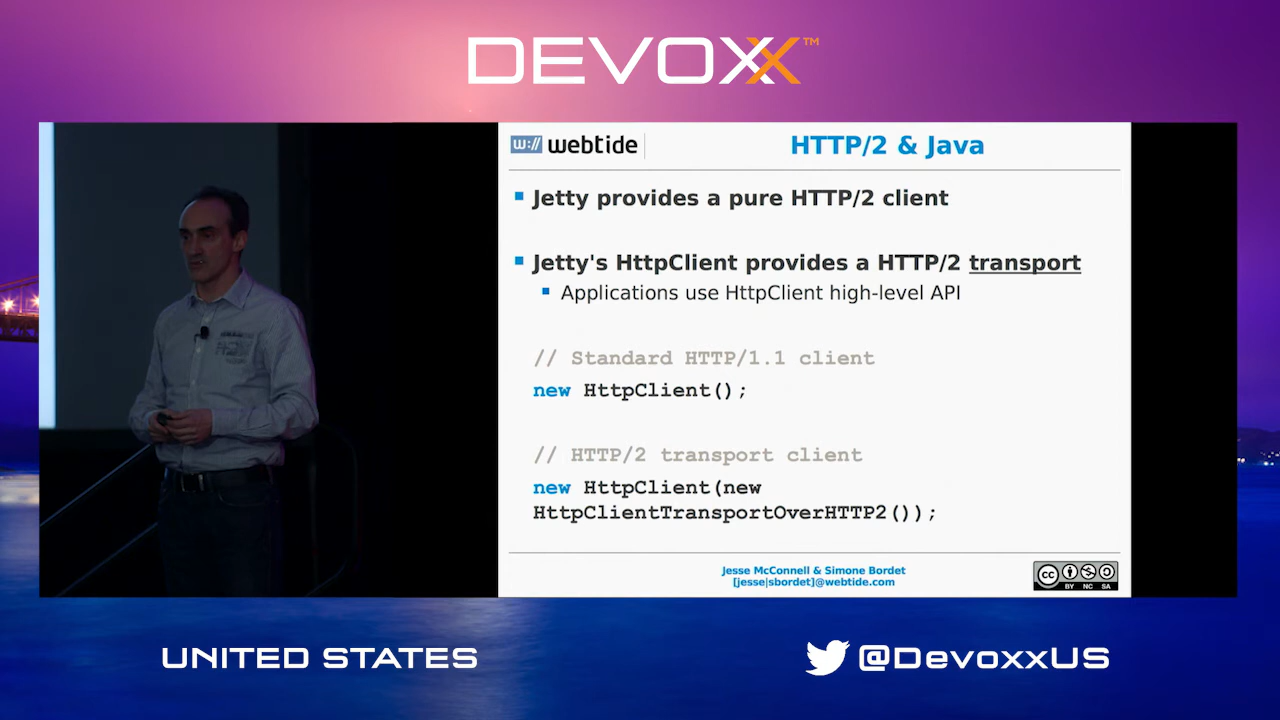 DEVOXX™
w:// webtide
HTTP/2 & Java
Jetty provides a pure HTTP/2 client
Jetty's HttpClient provides a HTTP/2 transport
Applications use HttpClient high-level API
// Standard HTTP/1.1 client
new HttpClient();
// HTTP/2 transport client
new HttpClient(new
HttpClientTransportOverHTTP2());
Jesse McConnell & Simone Bordet
[jesse|sbordet]@webtide.com
cc
BY NC SA
UNITED STATES
@DevoxxUS